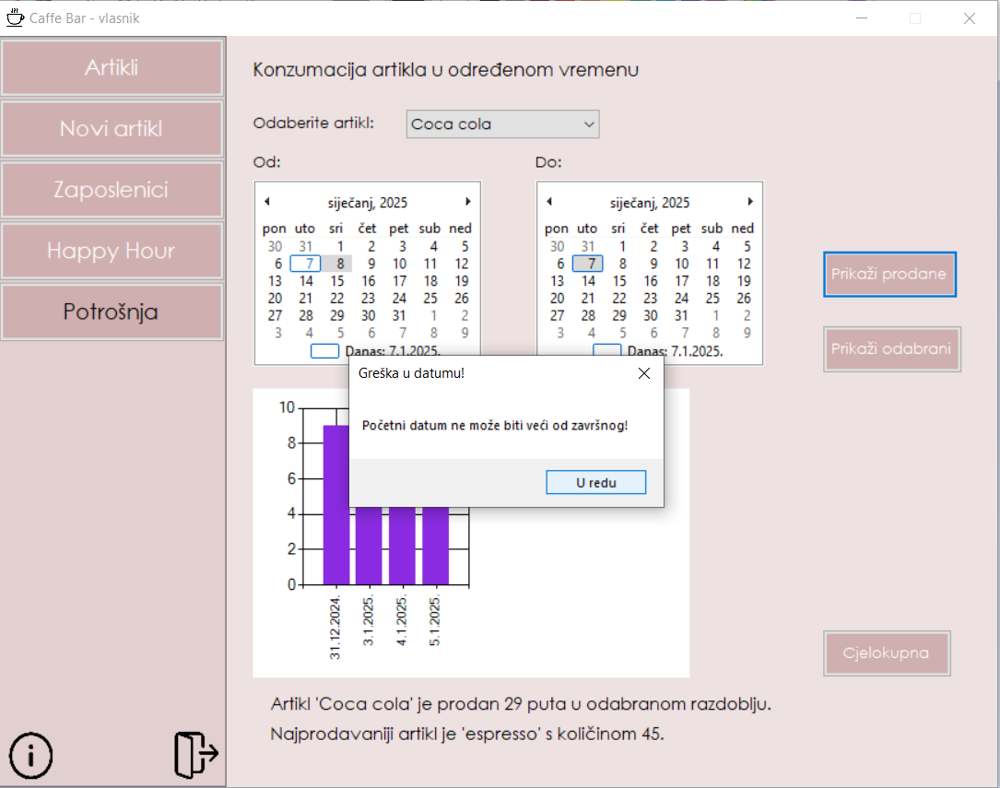 Caffe Bar - vlasnik
Artikli
Novi artikl
Zaposlenici
Happy Hour
Potrošnja
Konzumacija artikla u određenom vremenu
Odaberite artikl: Coca cola
Od: Do:
siječanj, 2025
pon uto sri čet pet sub ned
30 31 1 2 3 4 5
6 7 8 9 10 11 12
13 14 15 16 17 18 19
20 21 22 23 24 25 26
27 28 29 30 31 1 2
3 4 5 6 7 8 9
Danas: 7.1.2025.
siječanj, 2025
pon uto sri čet pet sub ned
30 31 1 2 3 4 5
6 7 8 9 10 11 12
13 14 15 16 17 18 19
20 21 22 23 24 25 26
27 28 29 30 31 1 2
3 4 5 6 7 8 9
Danas: 7.1.2025.
Prikaži prodane
Prikaži odabrani
Greška u datumu!
Početni datum ne može biti veći od završnog!
U redu
10
8
6
4
2
0
31.12.2024.
3.1.2025.
4.1.2025.
5.1.2025.
Cjelokupna
Artikl 'Coca cola' je prodan 29 puta u odabranom razdoblju.
Najprodavaniji artikl je 'espresso' s količinom 45.